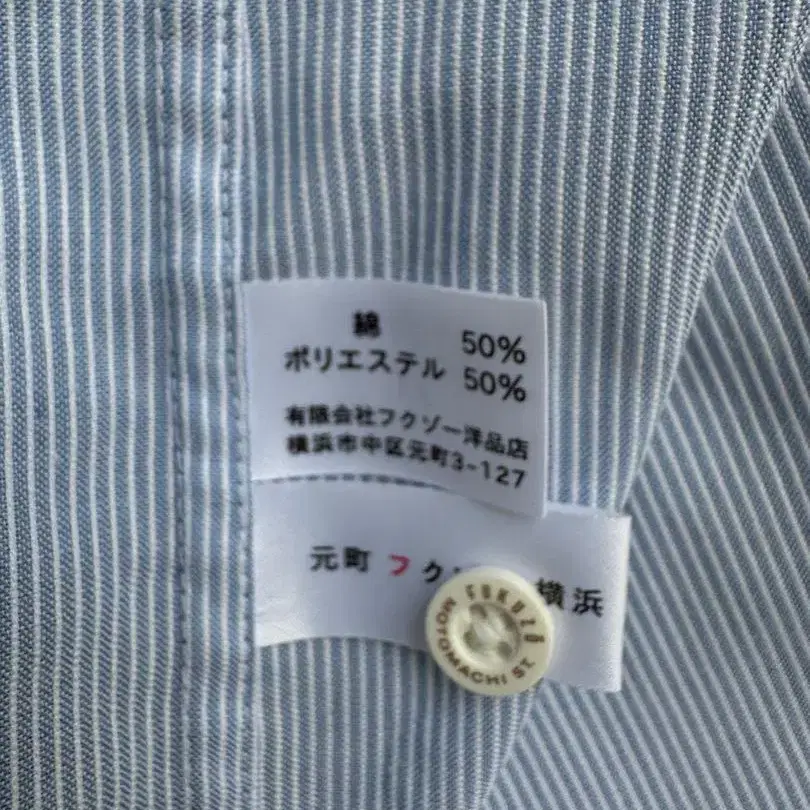 綿 50%
ポリエステル 50%
有限会社フクゾー洋品店
横浜市中区元町3-127
元町 フク 横浜
FUKUZO
MOTOMACHI ST.